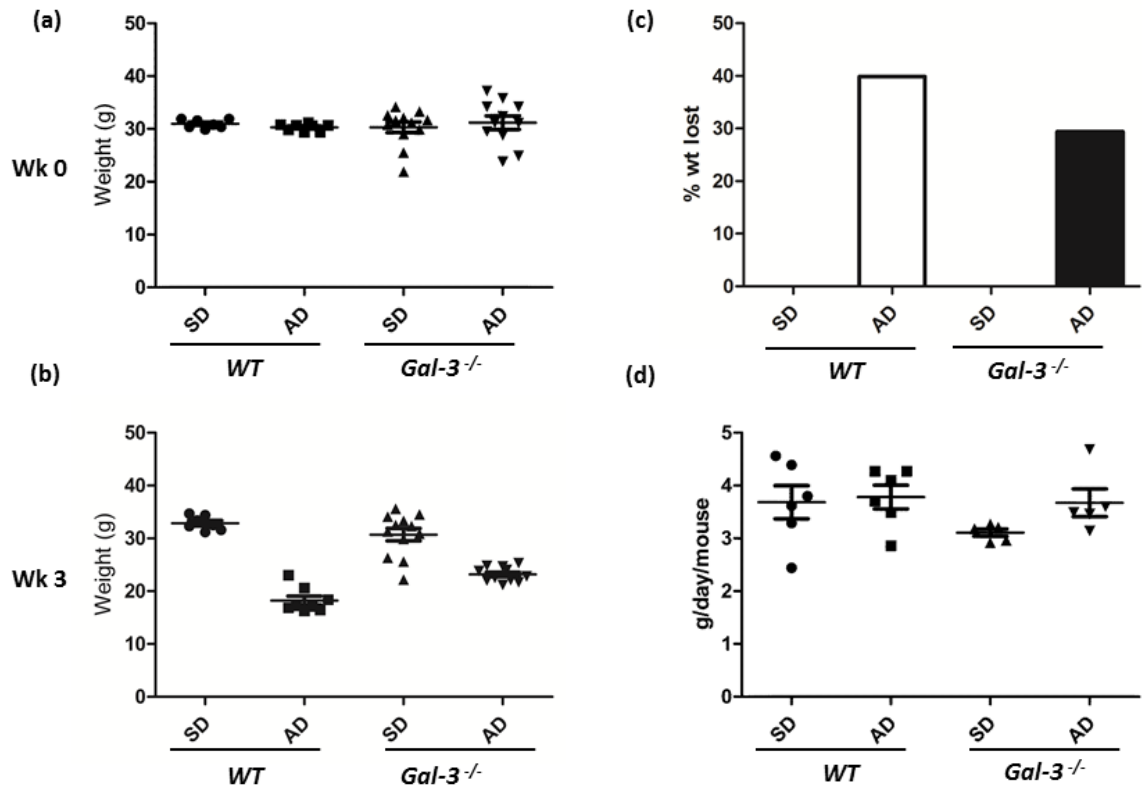 (a)
Wk 0
Weight (g)
50
40
30
20
10
0
SD
AD
SD
AD
WT
Gal-3 -/-
(c)
% wt lost
50
40
30
20
10
0
SD
AD
SD
AD
WT
Gal-3 -/-
(b)
Wk 3
Weight (g)
50
40
30
20
10
0
SD
AD
SD
AD
WT
Gal-3 -/-
(d)
g/day/mouse
5
4
3
2
1
0
SD
AD
SD
AD
WT
Gal-3 -/-